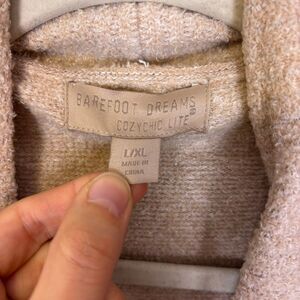 BAREFOOT DREAMS®
COZYCHIC LITE®
L/XL
MADE IN
CHINA